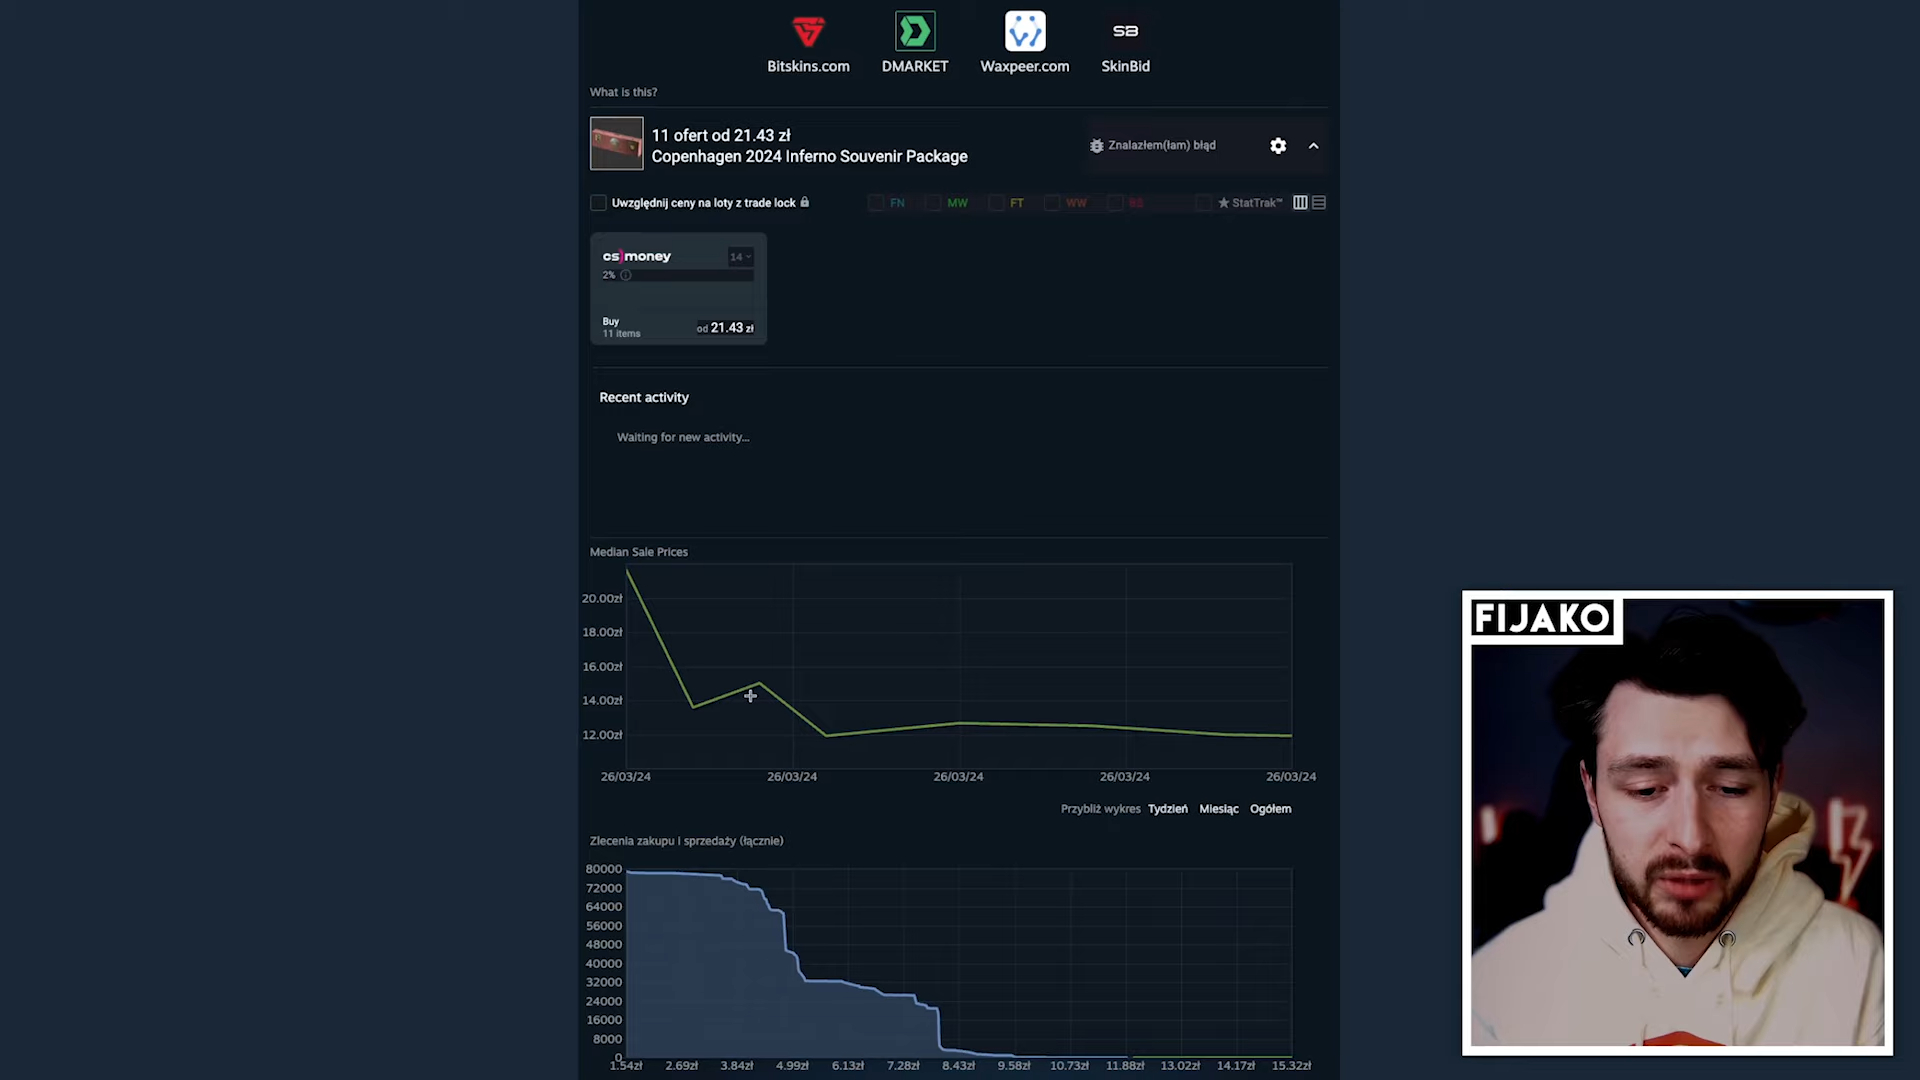 Bitskins.com DMARKET Waxpeer.com SB SkinBid
What is this?
11 ofert od 21.43 zł
Copenhagen 2024 Inferno Souvenir Package
Znalazłem(łam) błąd
Uwzględnij ceny na loty z trade lock
FN MW FT WW BS ★ StatTrak™
cs)money 14
2%
Buy
11 items
od 21.43 zł
Recent activity
Waiting for new activity...
Median Sale Prices
20.00zł
18.00zł
16.00zł
14.00zł
12.00zł
26/03/24 26/03/24 26/03/24 26/03/24 26/03/24
Przybliż wykres Tydzień Miesiąc Ogółem
Zlecenia zakupu i sprzedaży (łącznie)
80000
72000
64000
56000
48000
40000
32000
24000
16000
8000
0
1.54zł 2.69zł 3.84zł 4.99zł 6.13zł 7.28zł 8.43zł 9.58zł 10.73zł 11.88zł 13.02zł 14.17zł 15.32zł
FIJAKO